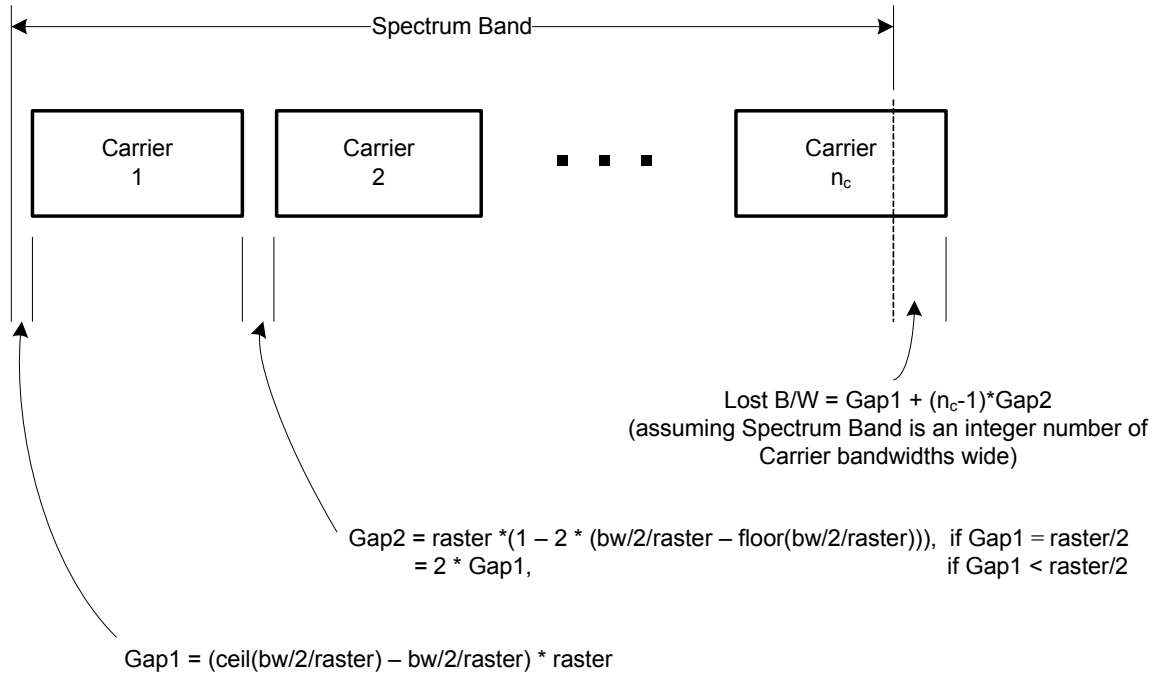 Spectrum Band
Carrier
1
Carrier
2
Carrier
n_c
Lost B/W = Gap1 + (n_c-1)*Gap2
(assuming Spectrum Band is an integer number of
Carrier bandwidths wide)
Gap2 = raster *(1 – 2 * (bw/2/raster – floor(bw/2/raster))), if Gap1 = raster/2
= 2 * Gap1, if Gap1 < raster/2
Gap1 = (ceil(bw/2/raster) – bw/2/raster) * raster